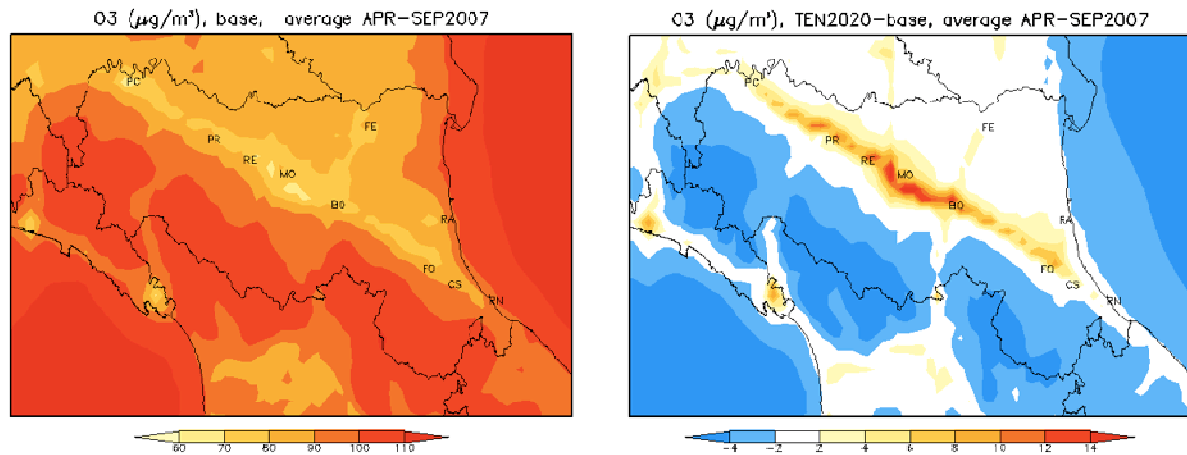 O3 (μg/m³), base, average APR–SEP2007
PC
FE
PR
RE
MO
BO
RA
FO
CS
RN
60 70 80 90 100 110
O3 (μg/m³), TEN2020–base, average APR–SEP2007
PC
FE
PR
RE
MO
BO
RA
FO
CS
RN
-4 -2 2 4 6 8 10 12 14